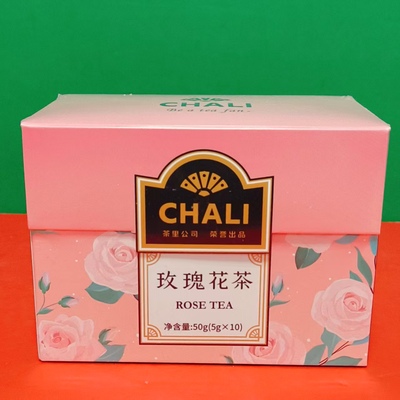 CHALI
Be a tea fan.
CHALI
茶里公司 荣誉出品
玫瑰花茶
ROSE TEA
净含量:50g(5g×10)